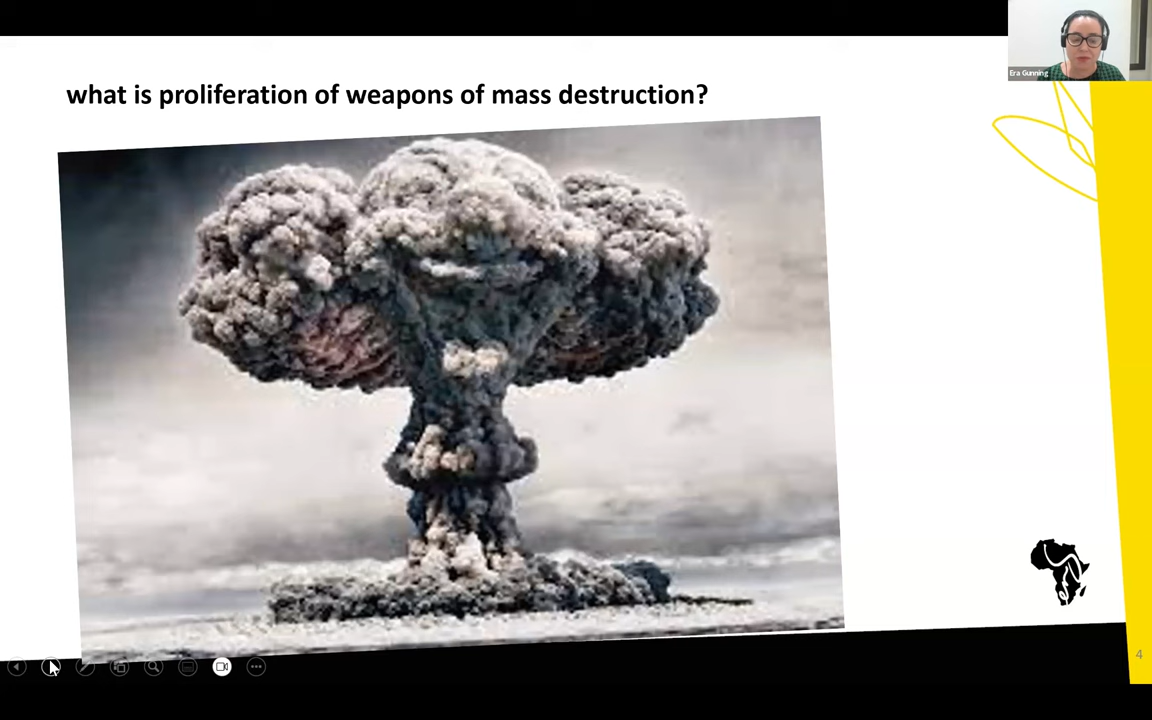 Era Gunning
what is proliferation of weapons of mass destruction?
4